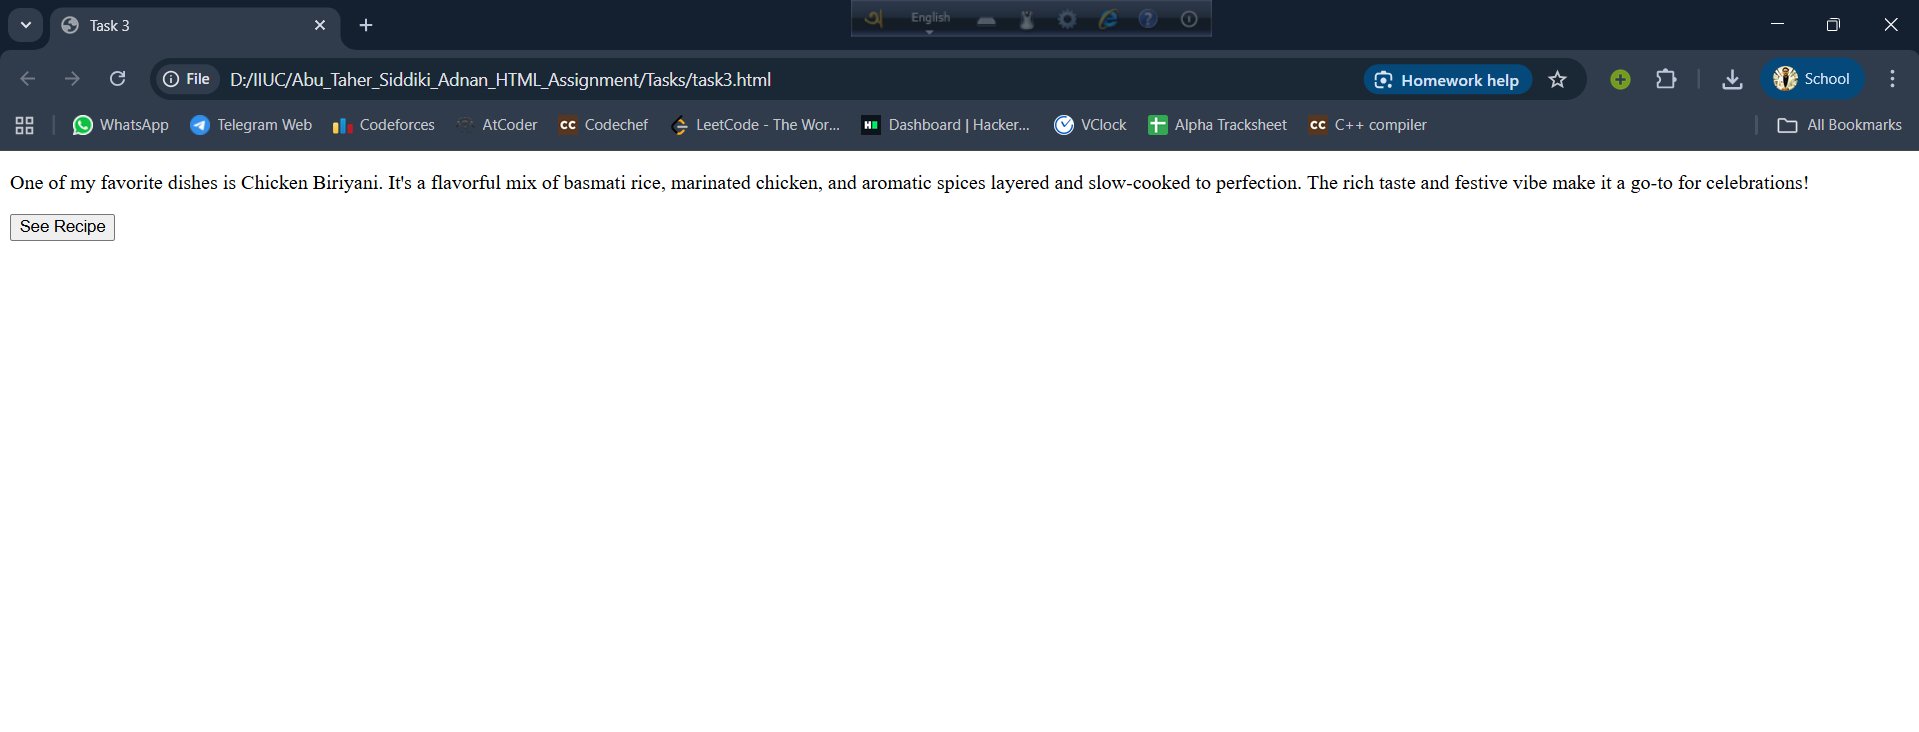 Task 3
অ English
File D:/IIUC/Abu_Taher_Siddiki_Adnan_HTML_Assignment/Tasks/task3.html Homework help School
WhatsApp Telegram Web Codeforces AtCoder CC Codechef LeetCode - The Wor... H Dashboard | Hacker... VClock Alpha Tracksheet CC C++ compiler All Bookmarks
One of my favorite dishes is Chicken Biriyani. It's a flavorful mix of basmati rice, marinated chicken, and aromatic spices layered and slow-cooked to perfection. The rich taste and festive vibe make it a go-to for celebrations!
See Recipe